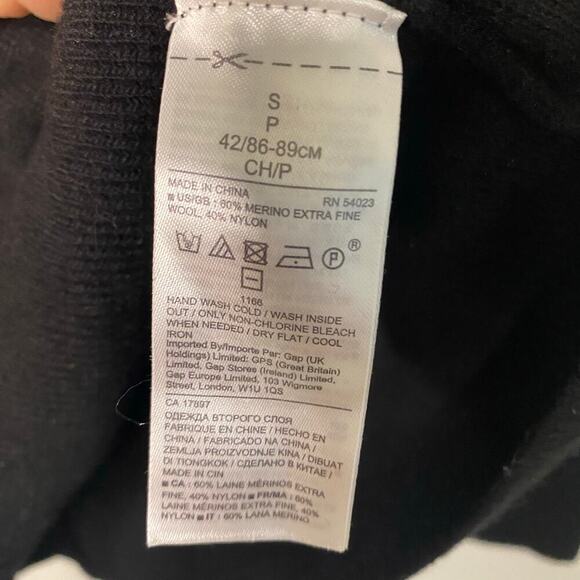 S
P
42/86-89CM
CH/P
MADE IN CHINA RN 54023
■ US/GB : 60% MERINO EXTRA FINE
WOOL, 40% NYLON
P ®
1166
HAND WASH COLD / WASH INSIDE
OUT / ONLY NON-CHLORINE BLEACH
WHEN NEEDED / DRY FLAT / COOL
IRON
Imported By/Importe Par: Gap (UK
Holdings) Limited: GPS (Great Britain)
Limited, Gap Stores (Ireland) Limited,
Gap Europe Limited, 103 Wigmore
Street, London, W1U 1QS
CA 17897
ОДЕЖДА ВТОРОГО СЛОЯ
FABRIQUE EN CHINE / HECHO EN
CHINA / FABRICADO NA CHINA /
ZEMLJA PROIZVODNJE KINA / DIBUAT
DI TIONGKOK / СДЕЛАНО В КИТАЕ /
MADE IN CIN
■ CA : 60% LAINE MÉRINOS EXTRA
FINE, 40% NYLON ■ FR/MA : 60%
LAINE MÉRINOS EXTRA FINE, 40%
NYLON ■ IT : 60% LANA MERINO